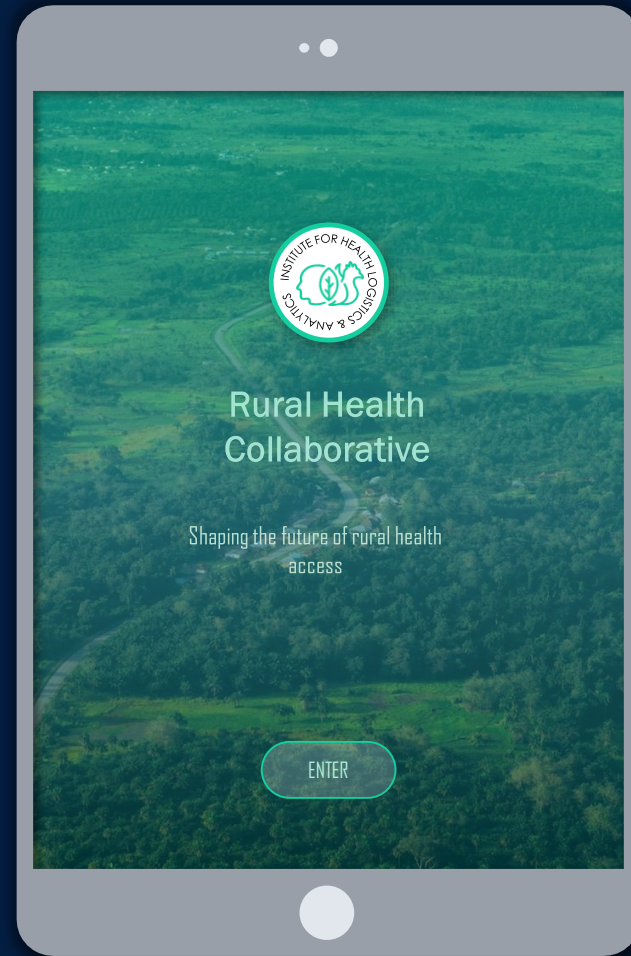 INSTITUTE FOR HEALTH LOGISTICS & ANALYTICS
Rural Health
Collaborative
Shaping the future of rural health
access
ENTER